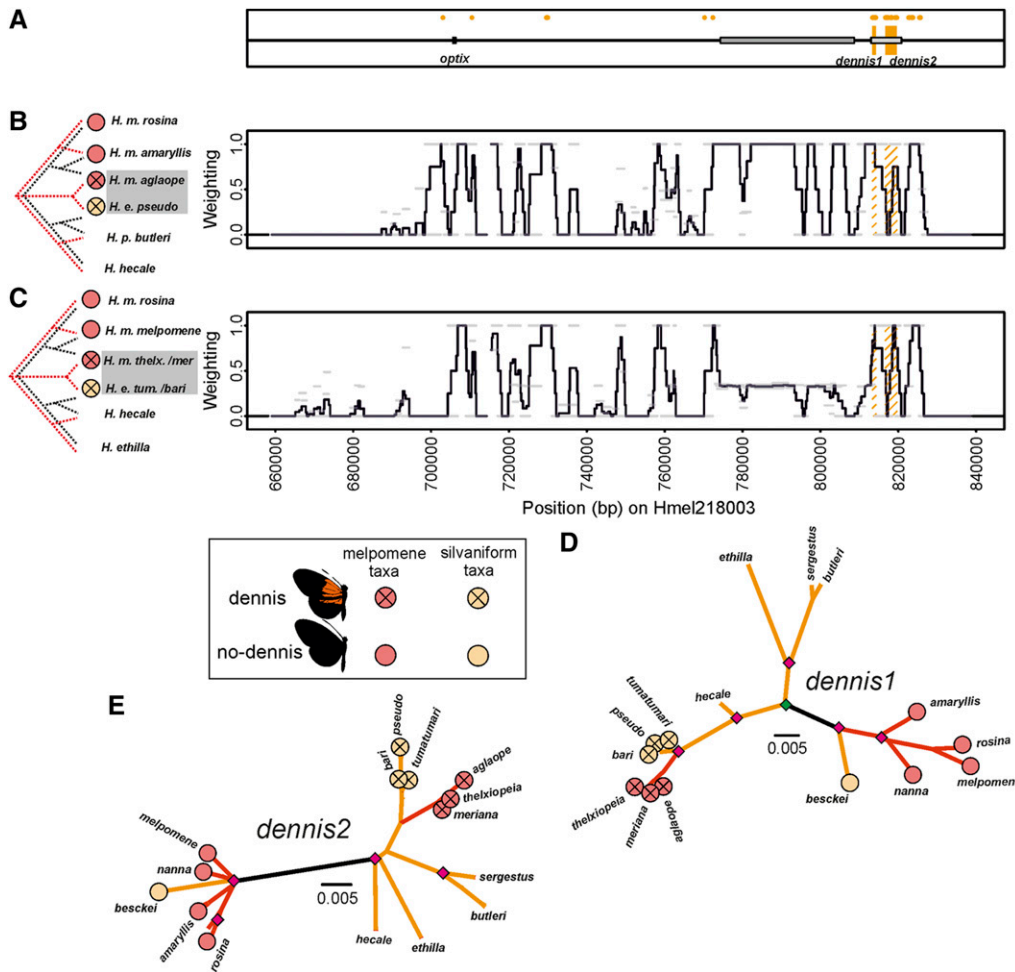 A
optix
dennis1
dennis2
B
H. m. rosina
H. m. amaryllis
H. m. aglaope
H. e. pseudo
H. p. butleri
H. hecale
Weighting
1.0
0.5
0.0
C
H. m. rosina
H. m. melpomene
H. m. thelx. /mer
H. e. tum. /bari
H. hecale
H. ethilla
Weighting
1.0
0.5
0.0
660000
680000
700000
720000
740000
760000
780000
800000
820000
840000
Position (bp) on Hmel218003
melpomene
taxa
silvaniform
taxa
dennis
no-dennis
D
ethilla
sergestus
butleri
dennis1
hecale
tumatumari
pseudo
bari
thelxiopeia
meriana
aglaope
0.005
amaryllis
rosina
melpomen
nanna
besckei
E
pseudo
bari
tumatumari
aglaope
thelxiopeia
meriana
dennis2
melpomene
nanna
besckei
amaryllis
rosina
0.005
sergestus
butleri
hecale
ethilla